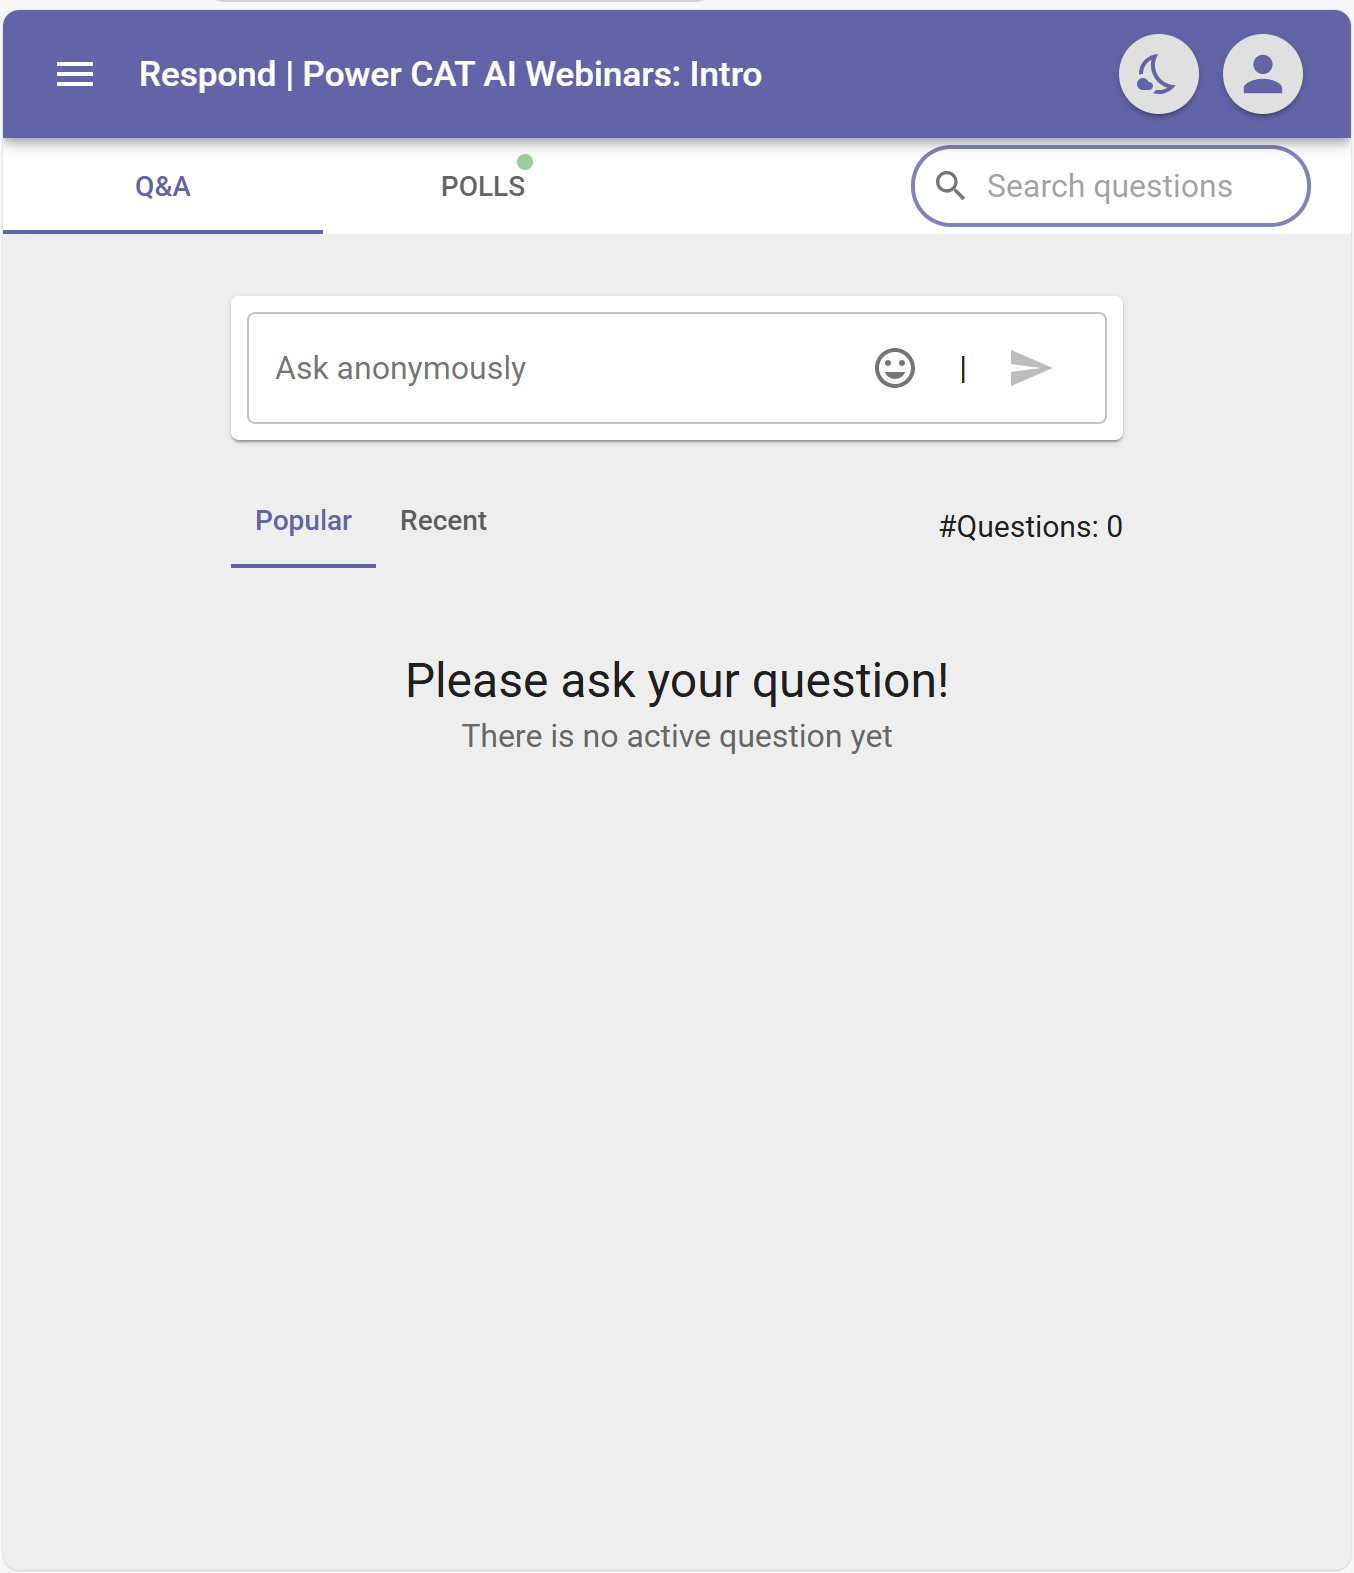 Respond | Power CAT AI Webinars: Intro
Q&A
POLLS
Search questions
Ask anonymously
|
Popular
Recent
#Questions: 0
Please ask your question!
There is no active question yet